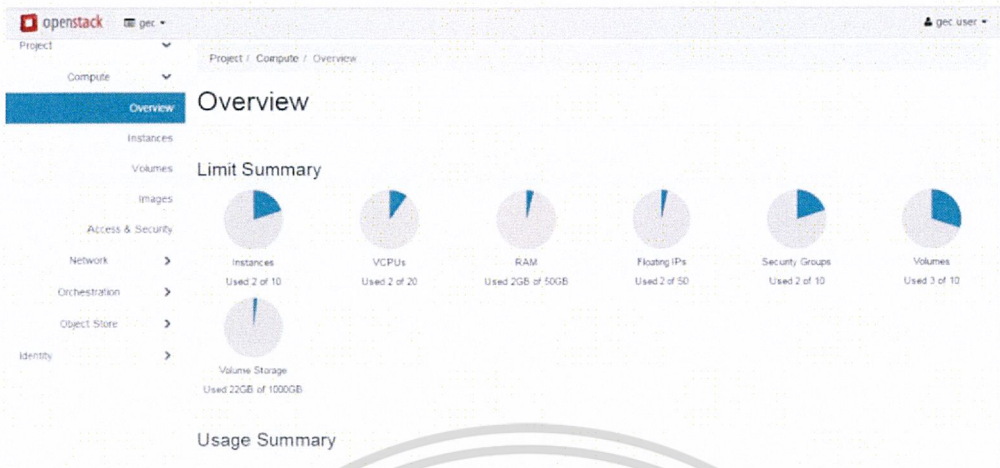 openstack gec gec user
Project
Project / Compute / Overview
Compute
Overview
Overview
Instances
Volumes
Limit Summary
Images
Access & Security
Network
Instances VCPUs RAM Floating IPs Security Groups Volumes
Used 2 of 10 Used 2 of 20 Used 2GB of 50GB Used 2 of 50 Used 2 of 10 Used 3 of 10
Orchestration
Object Store
Identity
Volume Storage
Used 22GB of 1000GB
Usage Summary